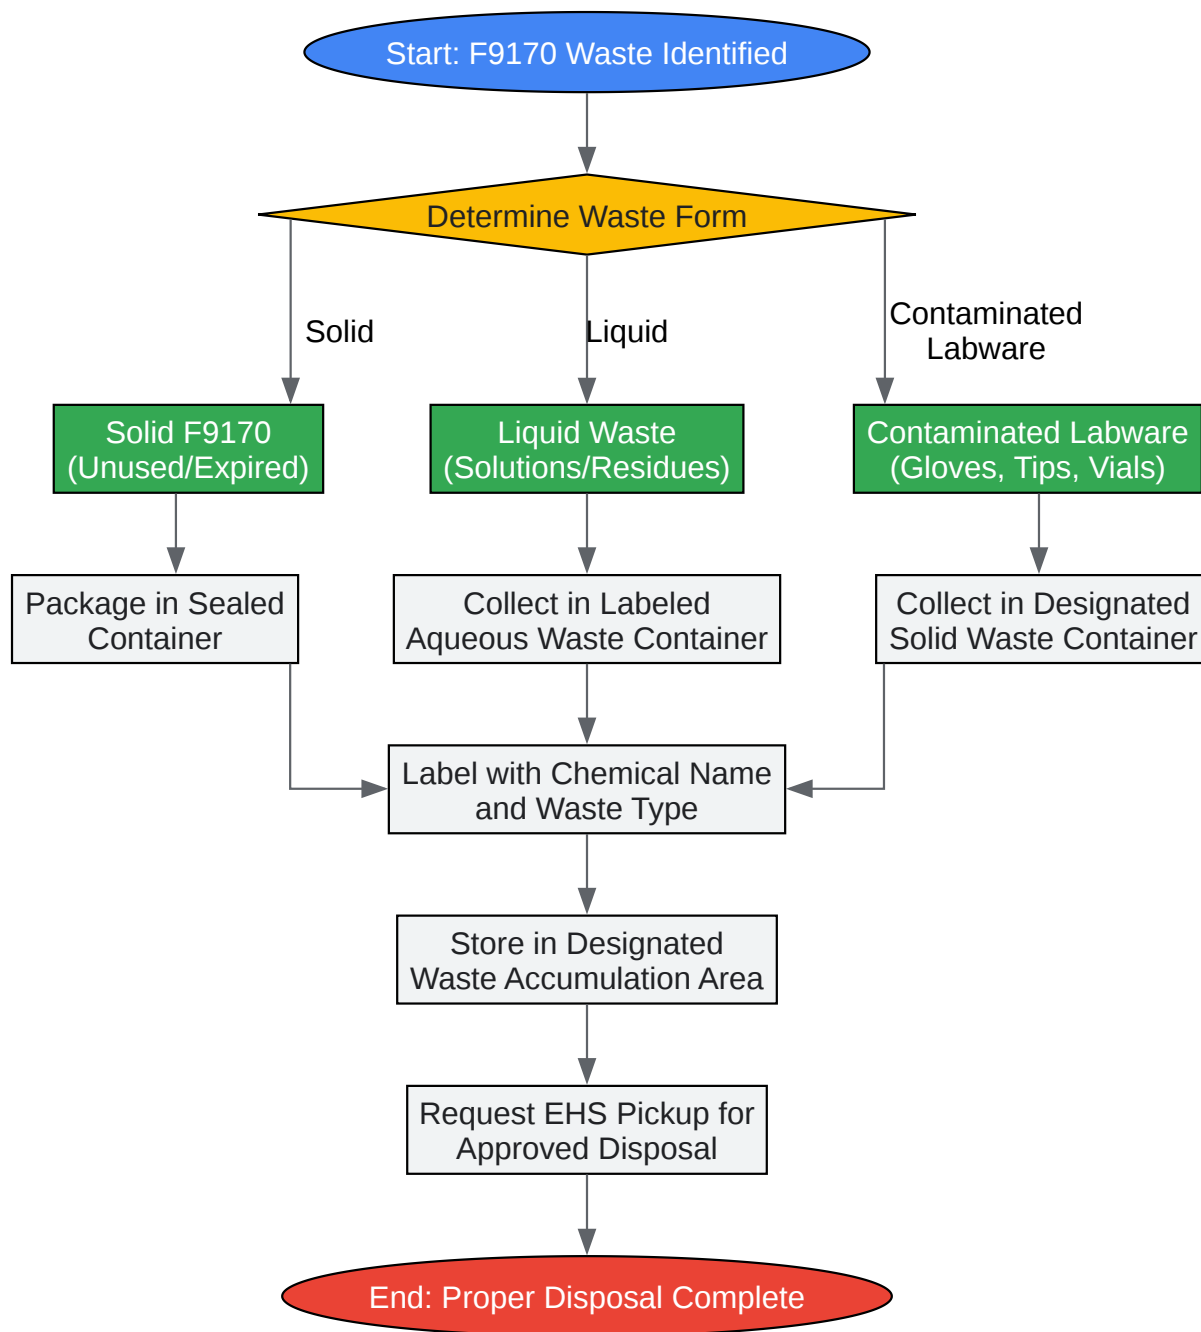 Start: F9170 Waste Identified
Determine Waste Form
Solid
Liquid
Contaminated
Labware
Solid F9170
(Unused/Expired)
Liquid Waste
(Solutions/Residues)
Contaminated Labware
(Gloves, Tips, Vials)
Package in Sealed
Container
Collect in Labeled
Aqueous Waste Container
Collect in Designated
Solid Waste Container
Label with Chemical Name
and Waste Type
Store in Designated
Waste Accumulation Area
Request EHS Pickup for
Approved Disposal
End: Proper Disposal Complete